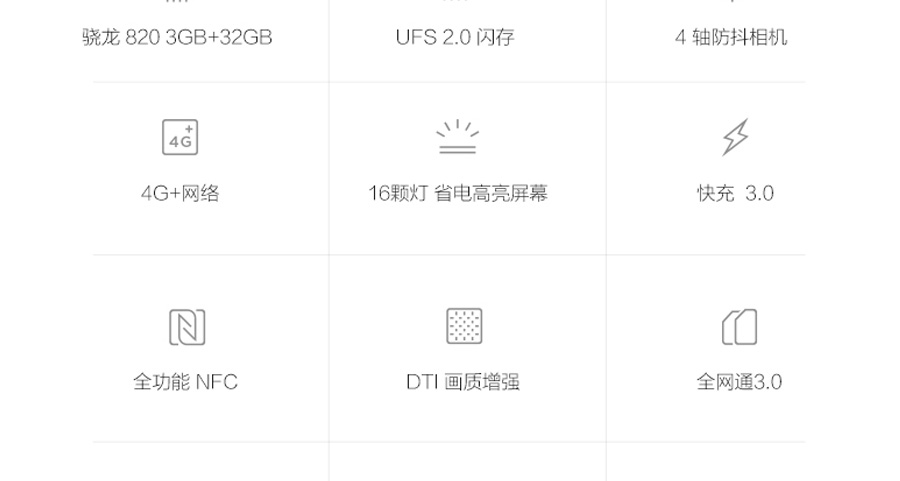 骁龙 820 3GB+32GB
UFS 2.0 闪存
4 轴防抖相机
4G+
4G+网络
16颗灯 省电高亮屏幕
快充 3.0
全功能 NFC
DTI 画质增强
全网通3.0